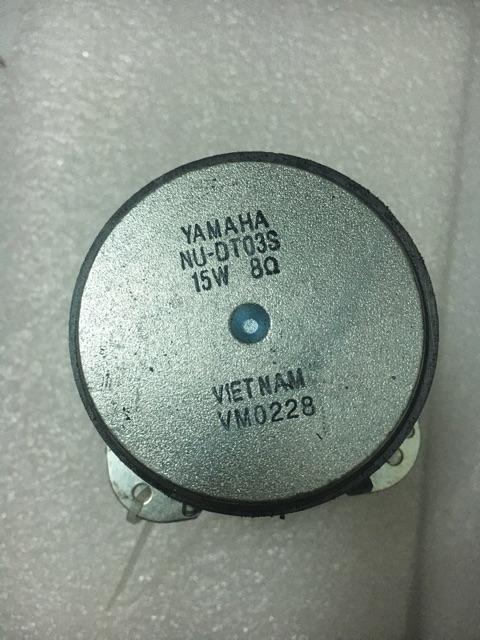 YAMAHA
NU-DT03S
15W 8Ω
VIETNAM
VM0228